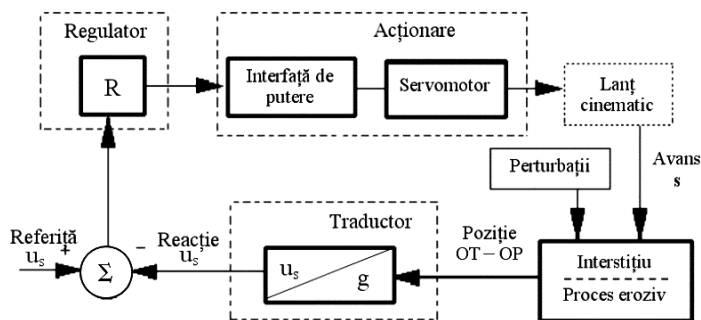 Regulator
Acționare
R
Interfață de
putere
Servomotor
Lanț
cinematic
Perturbații
Avans
s
Referiță
us
+
Σ
−
Reacție
us
Traductor
us
g
Poziție
OT − OP
Interstițiu
Proces eroziv